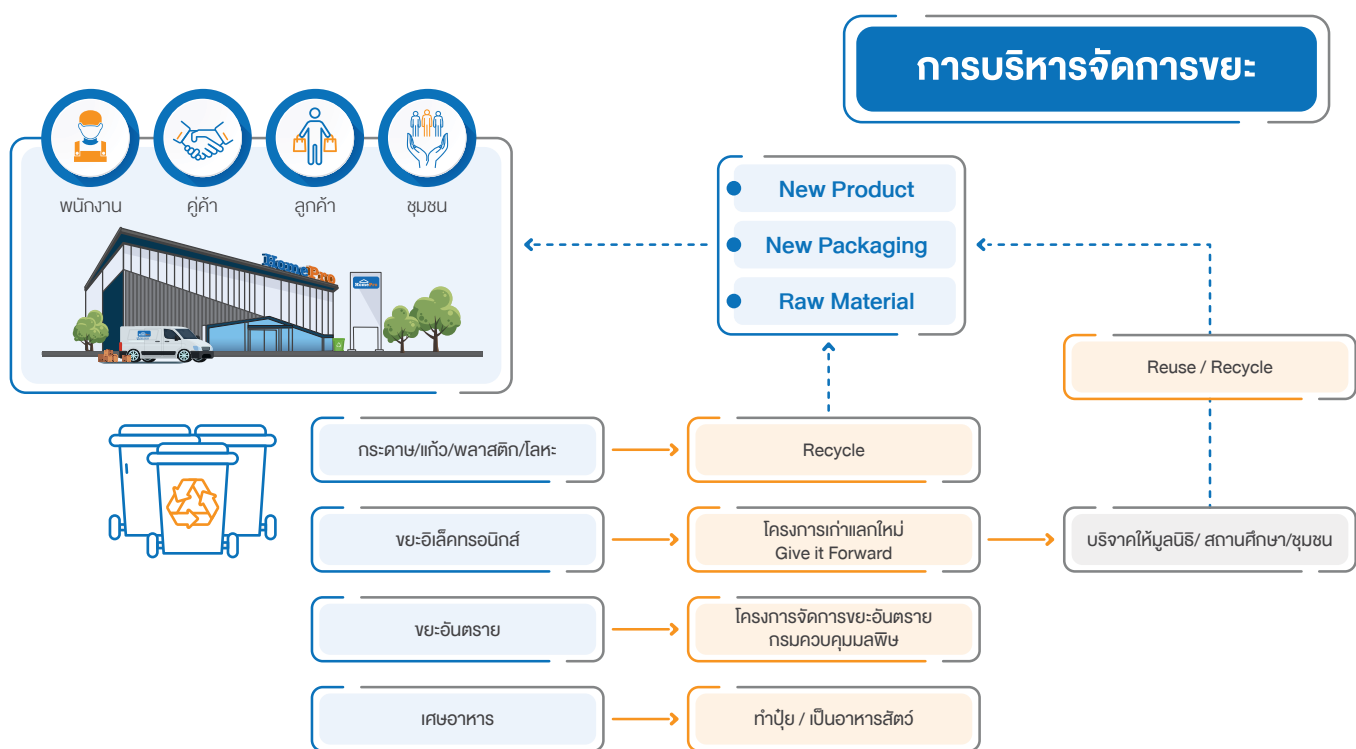 การบริหารจัดการขยะ
พนักงาน
คู่ค้า
ลูกค้า
ชุมชน
HomePro
HomePro
New Product
New Packaging
Raw Material
Reuse / Recycle
กระดาษ/แก้ว/พลาสติก/โลหะ
Recycle
ขยะอิเล็คทรอนิกส์
โครงการเก่าแลกใหม่
Give it Forward
บริจาคให้มูลนิธิ/ สถานศึกษา/ชุมชน
ขยะอันตราย
โครงการจัดการขยะอันตราย
กรมควบคุมมลพิษ
เศษอาหาร
ทำปุ๋ย / เป็นอาหารสัตว์